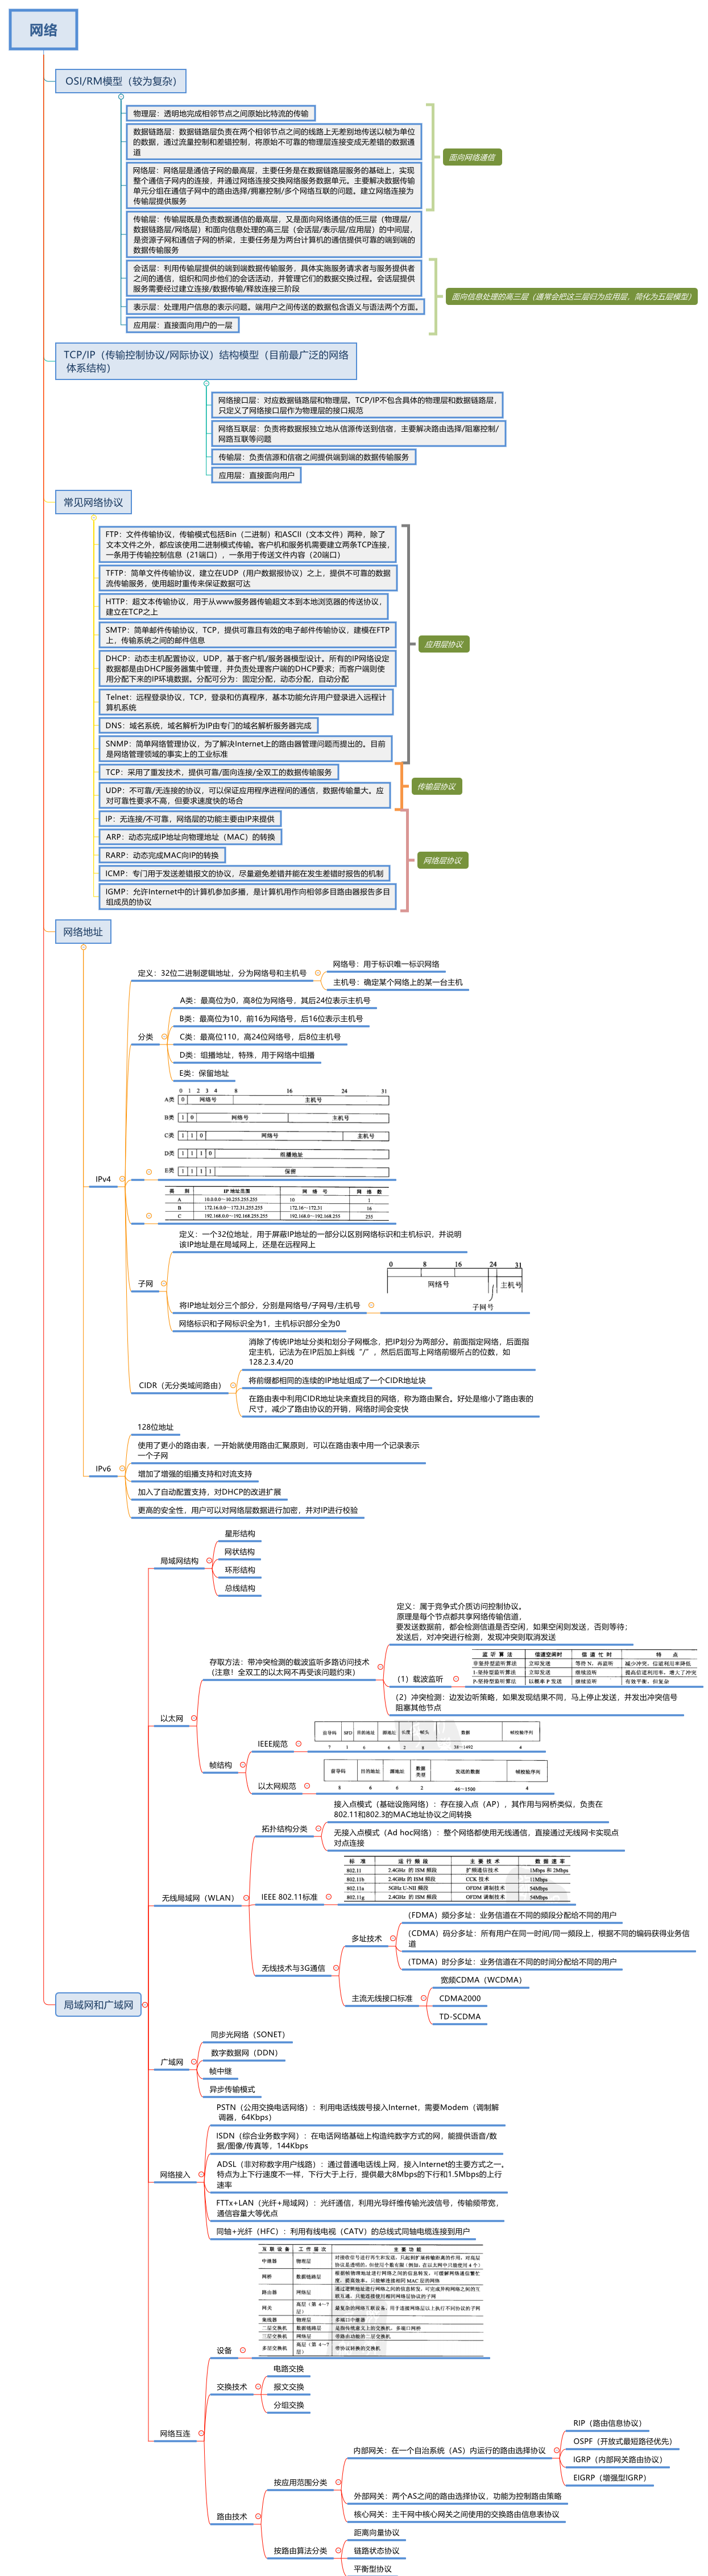 网络
OSI/RM模型（较为复杂）
物理层：透明地完成相邻节点之间原始比特流的传输
数据链路层：数据链路层负责在两个相邻节点之间的线路上无差别地传送以帧为单位
的数据，通过流量控制和差错控制，将原始不可靠的物理层连接变成无差错的数据通
道
网络层：网络层是通信子网的最高层，主要任务是在数据链路层服务的基础上，实现
整个通信子网内的连接，并通过网络连接交换网络服务数据单元。主要解决数据传输
单元分组在通信子网中的路由选择/拥塞控制/多个网络互联的问题。建立网络连接为
传输层提供服务
面向网络通信
传输层：传输层既是负责数据通信的最高层，又是面向网络通信的低三层（物理层/
数据链路层/网络层）和面向信息处理的高三层（会话层/表示层/应用层）的中间层，
是资源子网和通信子网的桥梁，主要任务是为两台计算机的通信提供可靠的端到端的
数据传输服务
会话层：利用传输层提供的端到端数据传输服务，具体实施服务请求者与服务提供者
之间的通信，组织和同步他们的会话活动，并管理它们的数据交换过程。会话层提供
服务需要经过建立连接/数据传输/释放连接三阶段
表示层：处理用户信息的表示问题。端用户之间传送的数据包含语义与语法两个方面。
应用层：直接面向用户的一层
面向信息处理的高三层（通常会把这三层归为应用层，简化为五层模型）
TCP/IP（传输控制协议/网际协议）结构模型（目前最广泛的网络
体系结构）
网络接口层：对应数据链路层和物理层。TCP/IP不包含具体的物理层和数据链路层，
只定义了网络接口层作为物理层的接口规范
网络互联层：负责将数据报独立地从信源传送到信宿，主要解决路由选择/阻塞控制/
网路互联等问题
传输层：负责信源和信宿之间提供端到端的数据传输服务
应用层：直接面向用户
常见网络协议
FTP：文件传输协议，传输模式包括Bin（二进制）和ASCII（文本文件）两种，除了
文本文件之外，都应该使用二进制模式传输。客户机和服务机需要建立两条TCP连接，
一条用于传输控制信息（21端口），一条用于传送文件内容（20端口）
TFTP：简单文件传输协议，建立在UDP（用户数据报协议）之上，提供不可靠的数据
流传输服务，使用超时重传来保证数据可达
HTTP：超文本传输协议，用于从www服务器传输超文本到本地浏览器的传送协议，
建立在TCP之上
SMTP：简单邮件传输协议，TCP，提供可靠且有效的电子邮件传输协议，建模在FTP
上，传输系统之间的邮件信息
DHCP：动态主机配置协议，UDP，基于客户机/服务器模型设计。所有的IP网络设定
数据都是由DHCP服务器集中管理，并负责处理客户端的DHCP要求；而客户端则使
用分配下来的IP环境数据。分配可分为：固定分配，动态分配，自动分配
Telnet：远程登录协议，TCP，登录和仿真程序，基本功能允许用户登录进入远程计
算机系统
DNS：域名系统，域名解析为IP由专门的域名解析服务器完成
SNMP：简单网络管理协议，为了解决Internet上的路由器管理问题而提出的。目前
是网络管理领域的事实上的工业标准
应用层协议
TCP：采用了重发技术，提供可靠/面向连接/全双工的数据传输服务
UDP：不可靠/无连接的协议，可以保证应用程序进程间的通信，数据传输量大。应
对可靠性要求不高，但要求速度快的场合
传输层协议
IP：无连接/不可靠，网络层的功能主要由IP来提供
ARP：动态完成IP地址向物理地址（MAC）的转换
RARP：动态完成MAC向IP的转换
ICMP：专门用于发送差错报文的协议，尽量避免差错并能在发生差错时报告的机制
IGMP：允许Internet中的计算机参加多播，是计算机用作向相邻多目路由器报告多目
组成员的协议
网络层协议
网络地址
IPv4
定义：32位二进制逻辑地址，分为网络号和主机号
网络号：用于标识唯一标识网络
主机号：确定某个网络上的某一台主机
分类
A类：最高位为0，高8位为网络号，其后24位表示主机号
B类：最高位为10，前16为网络号，后16位表示主机号
C类：最高位110，高24位网络号，后8位主机号
D类：组播地址，特殊，用于网络中组播
E类：保留地址
0 1 2 3 4 8 16 24 31
A类 0 网络号 主机号
B类 1 0 网络号 主机号
C类 1 1 0 网络号 主机号
D类 1 1 1 0 组播地址
E类 1 1 1 1 保留
类 别 IP 地址范围 网 络 号 网 络 数
A 10.0.0.0~10.255.255.255 10 1
B 172.16.0.0~172.31.255.255 172.16~172.31 16
C 192.168.0.0~192.168.255.255 192.168.0~192.168.255 255
子网
定义：一个32位地址，用于屏蔽IP地址的一部分以区别网络标识和主机标识，并说明
该IP地址是在局域网上，还是在远程网上
将IP地址划分三个部分，分别是网络号/子网号/主机号
0 8 16 24 31
网络号 主机号
子网号
网络标识和子网标识全为1，主机标识部分全为0
CIDR（无分类域间路由）
消除了传统IP地址分类和划分子网概念，把IP划分为两部分。前面指定网络，后面指
定主机，记法为在IP后加上斜线“/”，然后后面写上网络前缀所占的位数，如
128.2.3.4/20
将前缀都相同的连续的IP地址组成了一个CIDR地址块
在路由表中利用CIDR地址块来查找目的网络，称为路由聚合。好处是缩小了路由表的
尺寸，减少了路由协议的开销，网络时间会变快
IPv6
128位地址
使用了更小的路由表，一开始就使用路由汇聚原则，可以在路由表中用一个记录表示
一个子网
增加了增强的组播支持和对流支持
加入了自动配置支持，对DHCP的改进扩展
更高的安全性，用户可以对网络层数据进行加密，并对IP进行校验
局域网和广域网
局域网结构
星形结构
网状结构
环形结构
总线结构
以太网
存取方法：带冲突检测的载波监听多路访问技术
（注意！全双工的以太网不再受该问题约束）
定义：属于竞争式介质访问控制协议。
原理是每个节点都共享网络传输信道，
要发送数据前，都会检测信道是否空闲，如果空闲则发送，否则等待；
发送后，对冲突进行检测，发现冲突则取消发送
（1）载波监听
监 听 算 法 信道空闲时 信 道 忙 时 特 点
非坚持型监听算法 立即发送 等待 N，再监听 减少冲突，信道利用率降低
1-坚持型监听算法 立即发送 继续监听 提高信道利用率，增大了冲突
P-坚持型监听算法 以概率 P 发送 继续监听 有效平衡，但复杂
（2）冲突检测：边发边听策略，如果发现结果不同，马上停止发送，并发出冲突信号
阻塞其他节点
帧结构
IEEE规范
前导码 SFD 目的地址 源地址 长度 帧头 数据 帧校验序列
7 1 6 6 2 8 38~1492 4
以太网规范
前导码 目的地址 源地址 数据类型 发送的数据 帧校验序列
8 6 6 2 46~1500 4
无线局域网（WLAN）
拓扑结构分类
接入点模式（基础设施网络）：存在接入点（AP），其作用与网桥类似，负责在
802.11和802.3的MAC地址协议之间转换
无接入点模式（Ad hoc网络）：整个网络都使用无线通信，直接通过无线网卡实现点
对点连接
IEEE 802.11标准
标 准 运 行 频 段 主 要 技 术 数 据 速 率
802.11 2.4GHz 的 ISM 频段 扩频通信技术 1Mbps 和 2Mbps
802.11b 2.4GHz 的 ISM 频段 CCK 技术 11Mbps
802.11a 5GHz U-NII 频段 OFDM 调制技术 54Mbps
802.11g 2.4GHz 的 ISM 频段 OFDM 调制技术 54Mbps
无线技术与3G通信
多址技术
（FDMA）频分多址：业务信道在不同的频段分配给不同的用户
（CDMA）码分多址：所有用户在同一时间/同一频段上，根据不同的编码获得业务信
道
（TDMA）时分多址：业务信道在不同的时间分配给不同的用户
主流无线接口标准
宽频CDMA（WCDMA）
CDMA2000
TD-SCDMA
广域网
同步光网络（SONET）
数字数据网（DDN）
帧中继
异步传输模式
网络接入
PSTN（公用交换电话网络）：利用电话线拨号接入Internet，需要Modem（调制解
调器，64Kbps）
ISDN（综合业务数字网）：在电话网络基础上构造纯数字方式的网，能提供语音/数
据/图像/传真等，144Kbps
ADSL（非对称数字用户线路）：通过普通电话线上网，接入Internet的主要方式之一。
特点为上下行速度不一样，下行大于上行，提供最大8Mbps的下行和1.5Mbps的上行
速率
FTTx+LAN（光纤+局域网）：光纤通信，利用光导纤维传输光波信号，传输频带宽，
通信容量大等优点
同轴+光纤（HFC）：利用有线电视（CATV）的总线式同轴电缆连接到用户
网络互连
设备
互 联 设 备 工 作 层 次 主 要 功 能
中继器 物理层 对接收信号进行再生和发送，只起到扩展传输距离的作用，对高层
协议是透明的，但使用个数有限（例如，在以太网中只能使用 4 个）
网桥 数据链路层 根据帧物理地址进行网络之间的信息转发，可缓解网络通信繁忙
度，提高效率。只能够连接相同 MAC 层的网络
路由器 网络层 通过逻辑地址进行网络之间的信息转发，可完成异构网络之间的互
联互通，只能连接使用相同网络层协议的子网
网关 高层（第 4~7层） 最复杂的网络互联设备，用于连接网络层以上执行不同协议的子网
集线器 物理层 多端口中继器
二层交换机 数据链路层 是指传统意义上的交换机，多端口网桥
三层交换机 网络层 带路由功能的二层交换机
多层交换机 高层（第 4~7层） 带协议转换的交换机
交换技术
电路交换
报文交换
分组交换
路由技术
按应用范围分类
内部网关：在一个自治系统（AS）内运行的路由选择协议
RIP（路由信息协议）
OSPF（开放式最短路径优先）
IGRP（内部网关路由协议）
EIGRP（增强型IGRP）
外部网关：两个AS之间的路由选择协议，功能为控制路由策略
核心网关：主干网中核心网关之间使用的交换路由信息表协议
按路由算法分类
距离向量协议
链路状态协议
平衡型协议